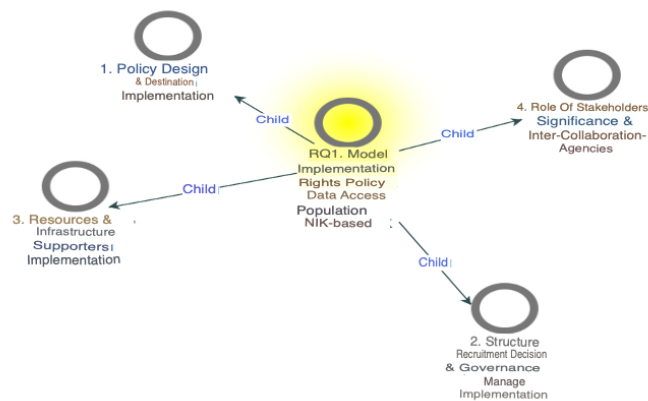 1. Policy Design
& Destination
Implementation
Child
RQ1. Model
Implementation
Rights Policy
Data Access
Population
NIK-based
Child
4. Role Of Stakeholders
Significance &
Inter-Collaboration-
Agencies
Child
3. Resources &
Infrastructure
Supporters
Implementation
Child
2. Structure
Recruitment Decision
& Governance
Manage
Implementation